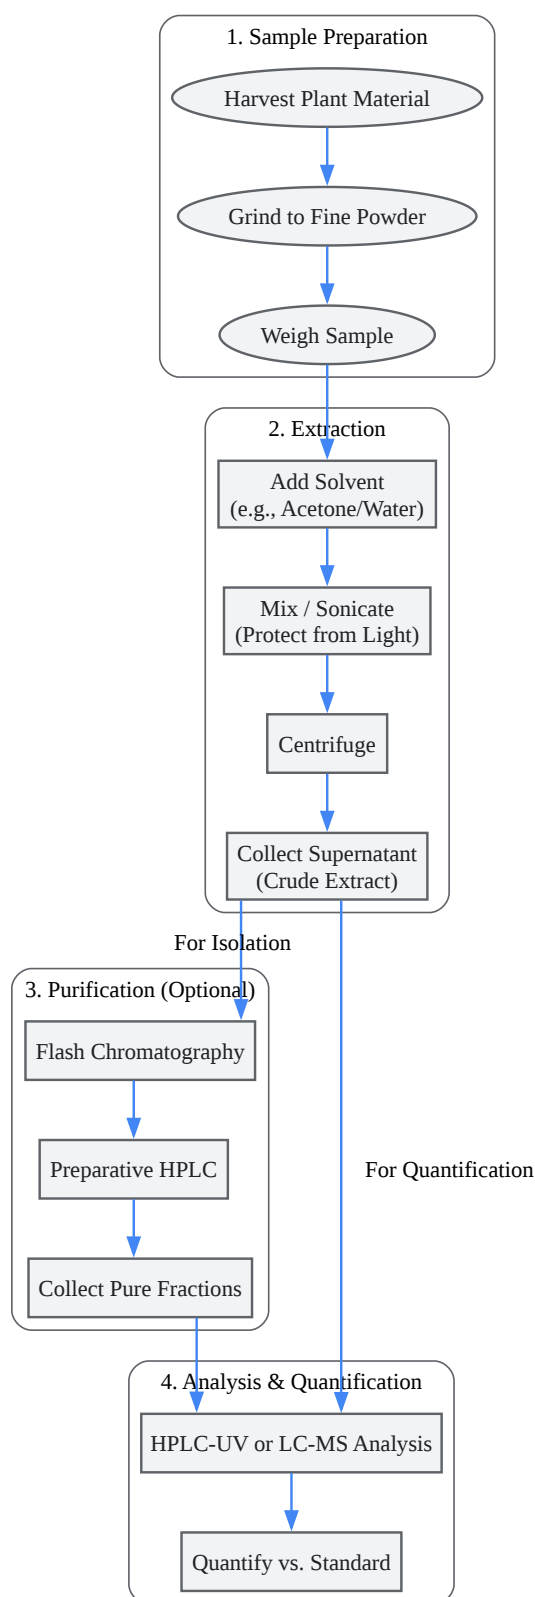 1. Sample Preparation
Harvest Plant Material
Grind to Fine Powder
Weigh Sample
2. Extraction
Add Solvent
(e.g., Acetone/Water)
Mix / Sonicate
(Protect from Light)
Centrifuge
Collect Supernatant
(Crude Extract)
For Isolation
3. Purification (Optional)
Flash Chromatography
Preparative HPLC
For Quantification
Collect Pure Fractions
4. Analysis & Quantification
HPLC-UV or LC-MS Analysis
Quantify vs. Standard